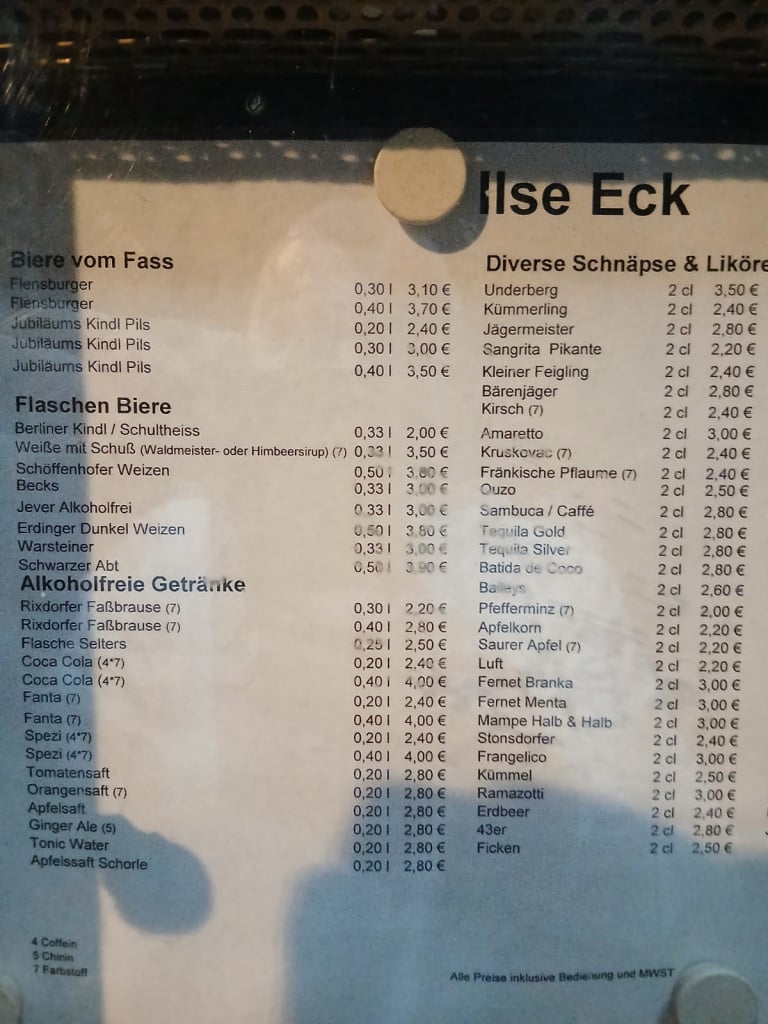 Ilse Eck
Biere vom Fass
Flensburger 0,30 l 3,10 €
Flensburger 0,40 l 3,70 €
Jubiläums Kindl Pils 0,20 l 2,40 €
Jubiläums Kindl Pils 0,30 l 3,00 €
Jubiläums Kindl Pils 0,40 l 3,50 €
Flaschen Biere
Berliner Kindl / Schultheiss 0,33 l 2,00 €
Weiße mit Schuß (Waldmeister- oder Himbeersirup) (7) 0,33 l 3,50 €
Schöffenhofer Weizen 0,50 l 3,80 €
Becks 0,33 l 3,00 €
Jever Alkoholfrei 0,33 l 3,00 €
Erdinger Dunkel Weizen 0,50 l 3,80 €
Warsteiner 0,33 l 3,00 €
Schwarzer Abt 0,50 l 3,90 €
Alkoholfreie Getränke
Rixdorfer Faßbrause (7) 0,30 l 2,20 €
Rixdorfer Faßbrause (7) 0,40 l 2,80 €
Flasche Selters 0,25 l 2,50 €
Coca Cola (4*7) 0,20 l 2,40 €
Coca Cola (4*7) 0,40 l 4,00 €
Fanta (7) 0,20 l 2,40 €
Fanta (7) 0,40 l 4,00 €
Spezi (4*7) 0,20 l 2,40 €
Spezi (4*7) 0,40 l 4,00 €
Tomatensaft 0,20 l 2,80 €
Orangensaft (7) 0,20 l 2,80 €
Apfelsaft 0,20 l 2,80 €
Ginger Ale (5) 0,20 l 2,80 €
Tonic Water 0,20 l 2,80 €
Apfelssaft Schorle 0,20 l 2,80 €
4 Coffein
5 Chinin
7 Farbstoff
Diverse Schnäpse & Liköre
Underberg 2 cl 3,50 €
Kümmerling 2 cl 2,40 €
Jägermeister 2 cl 2,80 €
Sangrita Pikante 2 cl 2,20 €
Kleiner Feigling 2 cl 2,40 €
Bärenjäger 2 cl 2,80 €
Kirsch (7) 2 cl 2,40 €
Amaretto 2 cl 3,00 €
Kruskovac (7) 2 cl 2,40 €
Fränkische Pflaume (7) 2 cl 2,40 €
Ouzo 2 cl 2,50 €
Sambuca / Caffé 2 cl 2,80 €
Tequila Gold 2 cl 2,80 €
Tequila Silver 2 cl 2,80 €
Batida de Coco 2 cl 2,80 €
Baileys 2 cl 2,60 €
Pfefferminz (7) 2 cl 2,00 €
Apfelkorn 2 cl 2,20 €
Saurer Apfel (7) 2 cl 2,20 €
Luft 2 cl 2,20 €
Fernet Branka 2 cl 3,00 €
Fernet Menta 2 cl 3,00 €
Mampe Halb & Halb 2 cl 3,00 €
Stonsdorfer 2 cl 2,40 €
Frangelico 2 cl 3,00 €
Kümmel 2 cl 2,50 €
Ramazotti 2 cl 3,00 €
Erdbeer 2 cl 2,40 €
43er 2 cl 2,80 €
Ficken 2 cl 2,50 €
Alle Preise inklusive Bedienung und MWST